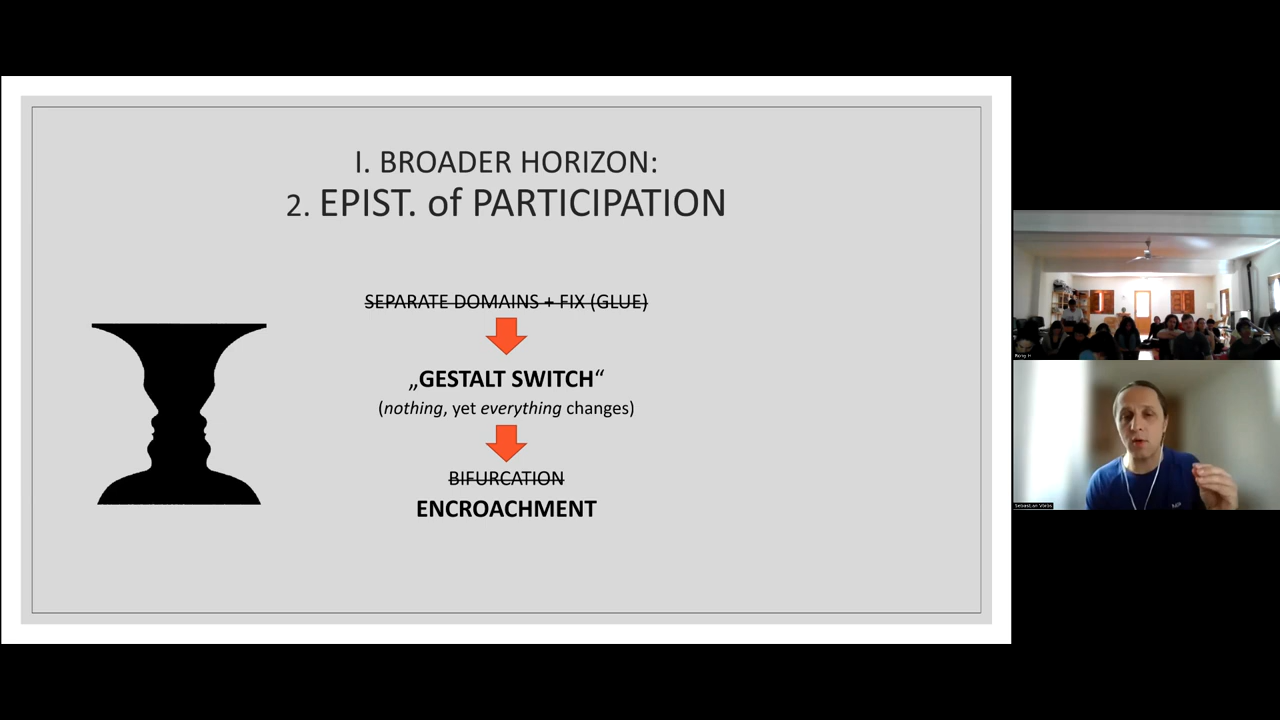 I. BROADER HORIZON:
2. EPIST. of PARTICIPATION
SEPARATE DOMAINS + FIX (GLUE)
„GESTALT SWITCH“
(nothing, yet everything changes)
BIFURCATION
ENCROACHMENT